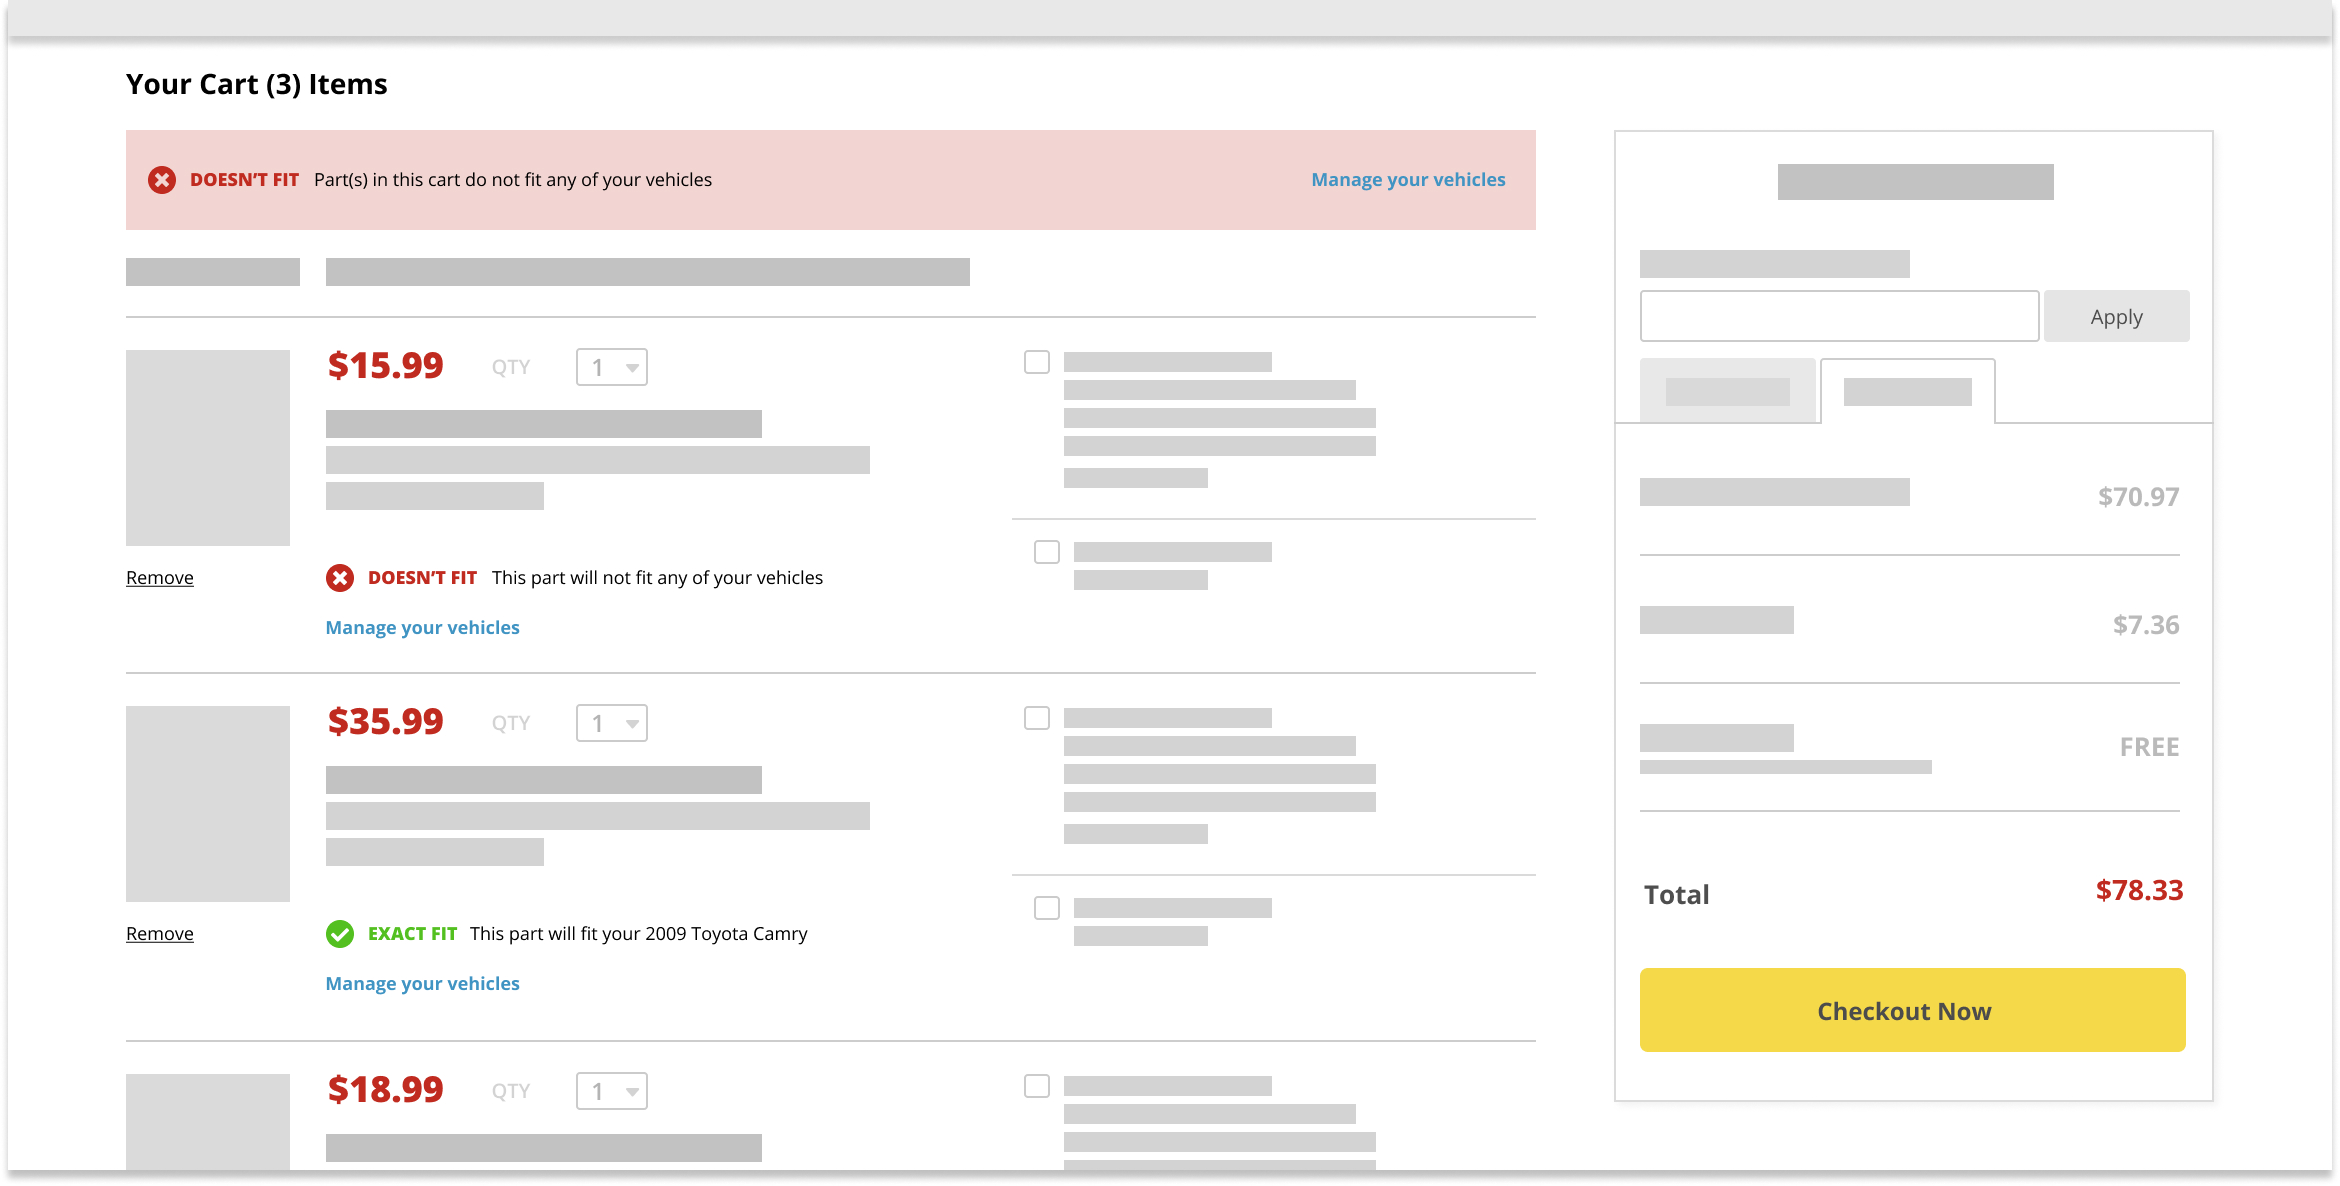 Your Cart (3) Items
DOESN'T FIT Part(s) in this cart do not fit any of your vehicles Manage your vehicles
$15.99 QTY 1
Remove
DOESN'T FIT This part will not fit any of your vehicles
Manage your vehicles
$35.99 QTY 1
Remove
EXACT FIT This part will fit your 2009 Toyota Camry
Manage your vehicles
$18.99 QTY 1
Apply
$70.97
$7.36
FREE
Total $78.33
Checkout Now